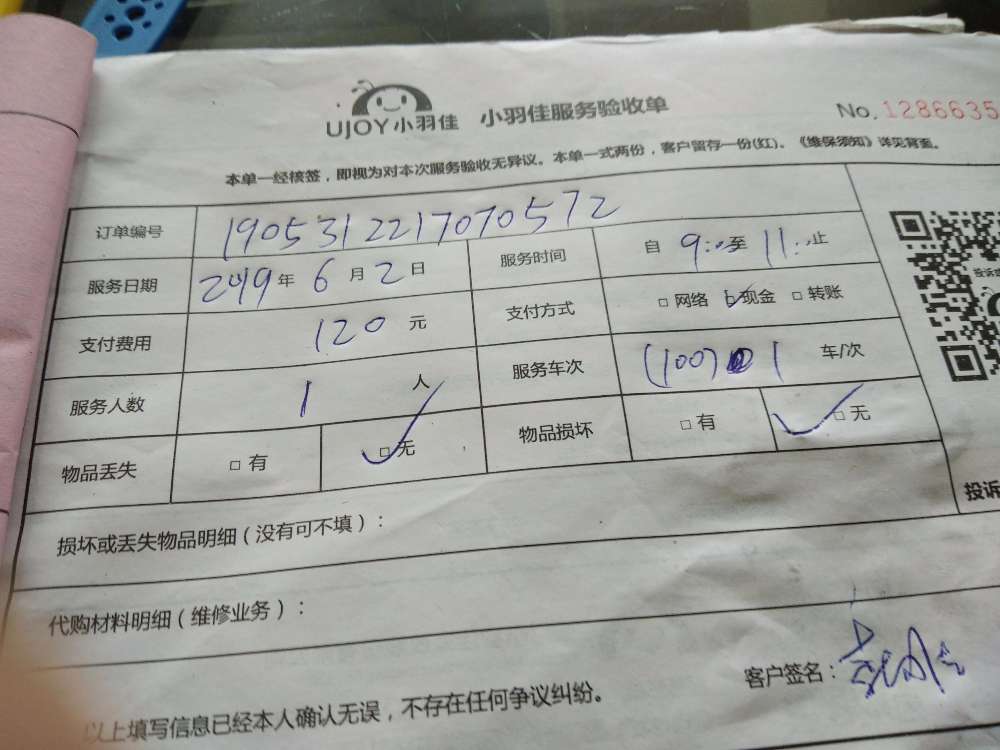 UJOY小羽佳 小羽佳服务验收单 No.1286635
本单一经核签，即视为对本次服务验收无异议。本单一式两份，客户留存一份(红)。《维保须知》详见背面。
订单编号 1905312217070572
服务日期 2019年6月2日 服务时间 自 9: 至 11: 止
支付费用 120 元 支付方式 □ 网络 □ 现金 □ 转账
服务人数 1 人 服务车次 (100) 1 车/次
物品丢失 □ 有 □ 无 物品损坏 □ 有 □ 无
投诉
损坏或丢失物品明细（没有可不填）：
代购材料明细（维修业务）：
客户签名：
以上填写信息已经本人确认无误，不存在任何争议纠纷。